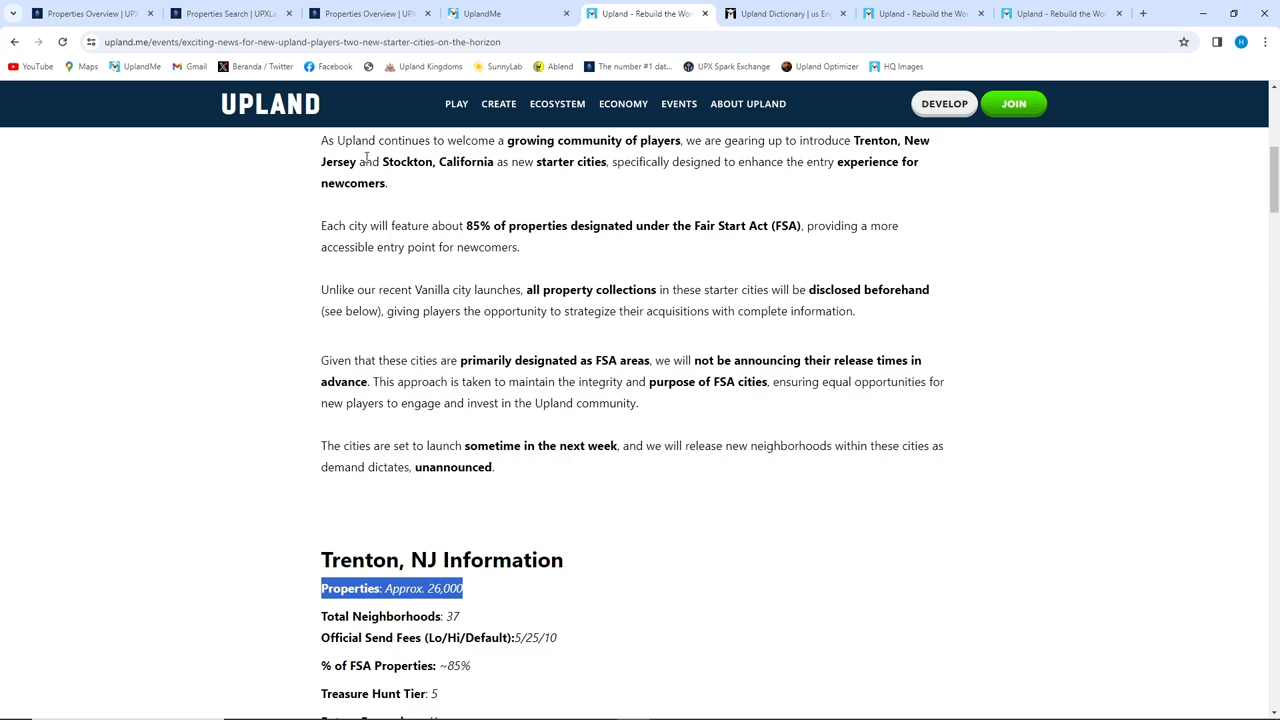 Properties Overview | UPX
Properties Search | UPXLa
Properties Overview | UPX
UplandMe
Upland - Rebuild the Wor
Upland Dictionary | us En
Upland - Rebuild the Wor
Upland - Rebuild the Wor
upland.me/events/exciting-news-for-new-upland-players-two-new-starter-cities-on-the-horizon
H
YouTube
Maps
UplandMe
Gmail
Beranda / Twitter
Facebook
Upland Kingdoms
SunnyLab
Ablend
The number #1 dat...
UPX Spark Exchange
Upland Optimizer
HQ Images
UPLAND
PLAY
CREATE
ECOSYSTEM
ECONOMY
EVENTS
ABOUT UPLAND
DEVELOP
JOIN
As Upland continues to welcome a growing community of players, we are gearing up to introduce Trenton, New
Jersey and Stockton, California as new starter cities, specifically designed to enhance the entry experience for
newcomers.
Each city will feature about 85% of properties designated under the Fair Start Act (FSA), providing a more
accessible entry point for newcomers.
Unlike our recent Vanilla city launches, all property collections in these starter cities will be disclosed beforehand
(see below), giving players the opportunity to strategize their acquisitions with complete information.
Given that these cities are primarily designated as FSA areas, we will not be announcing their release times in
advance. This approach is taken to maintain the integrity and purpose of FSA cities, ensuring equal opportunities for
new players to engage and invest in the Upland community.
The cities are set to launch sometime in the next week, and we will release new neighborhoods within these cities as
demand dictates, unannounced.
Trenton, NJ Information
Properties: Approx. 26,000
Total Neighborhoods: 37
Official Send Fees (Lo/Hi/Default):5/25/10
% of FSA Properties: ~85%
Treasure Hunt Tier: 5